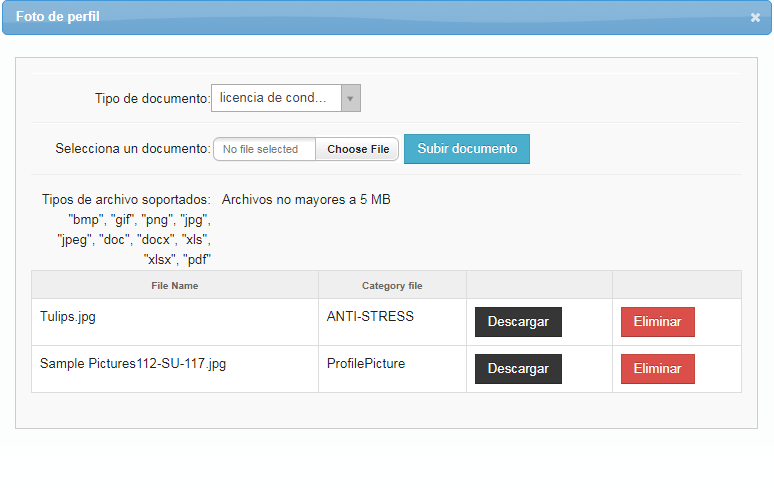 Foto de perfil
Tipo de documento: licencia de cond...
Selecciona un documento: No file selected Choose File Subir documento
Tipos de archivo soportados: Archivos no mayores a 5 MB
"bmp", "gif", "png", "jpg",
"jpeg", "doc", "docx", "xls",
"xlsx", "pdf"
File Name Category file
Tulips.jpg ANTI-STRESS Descargar Eliminar
Sample Pictures112-SU-117.jpg ProfilePicture Descargar Eliminar